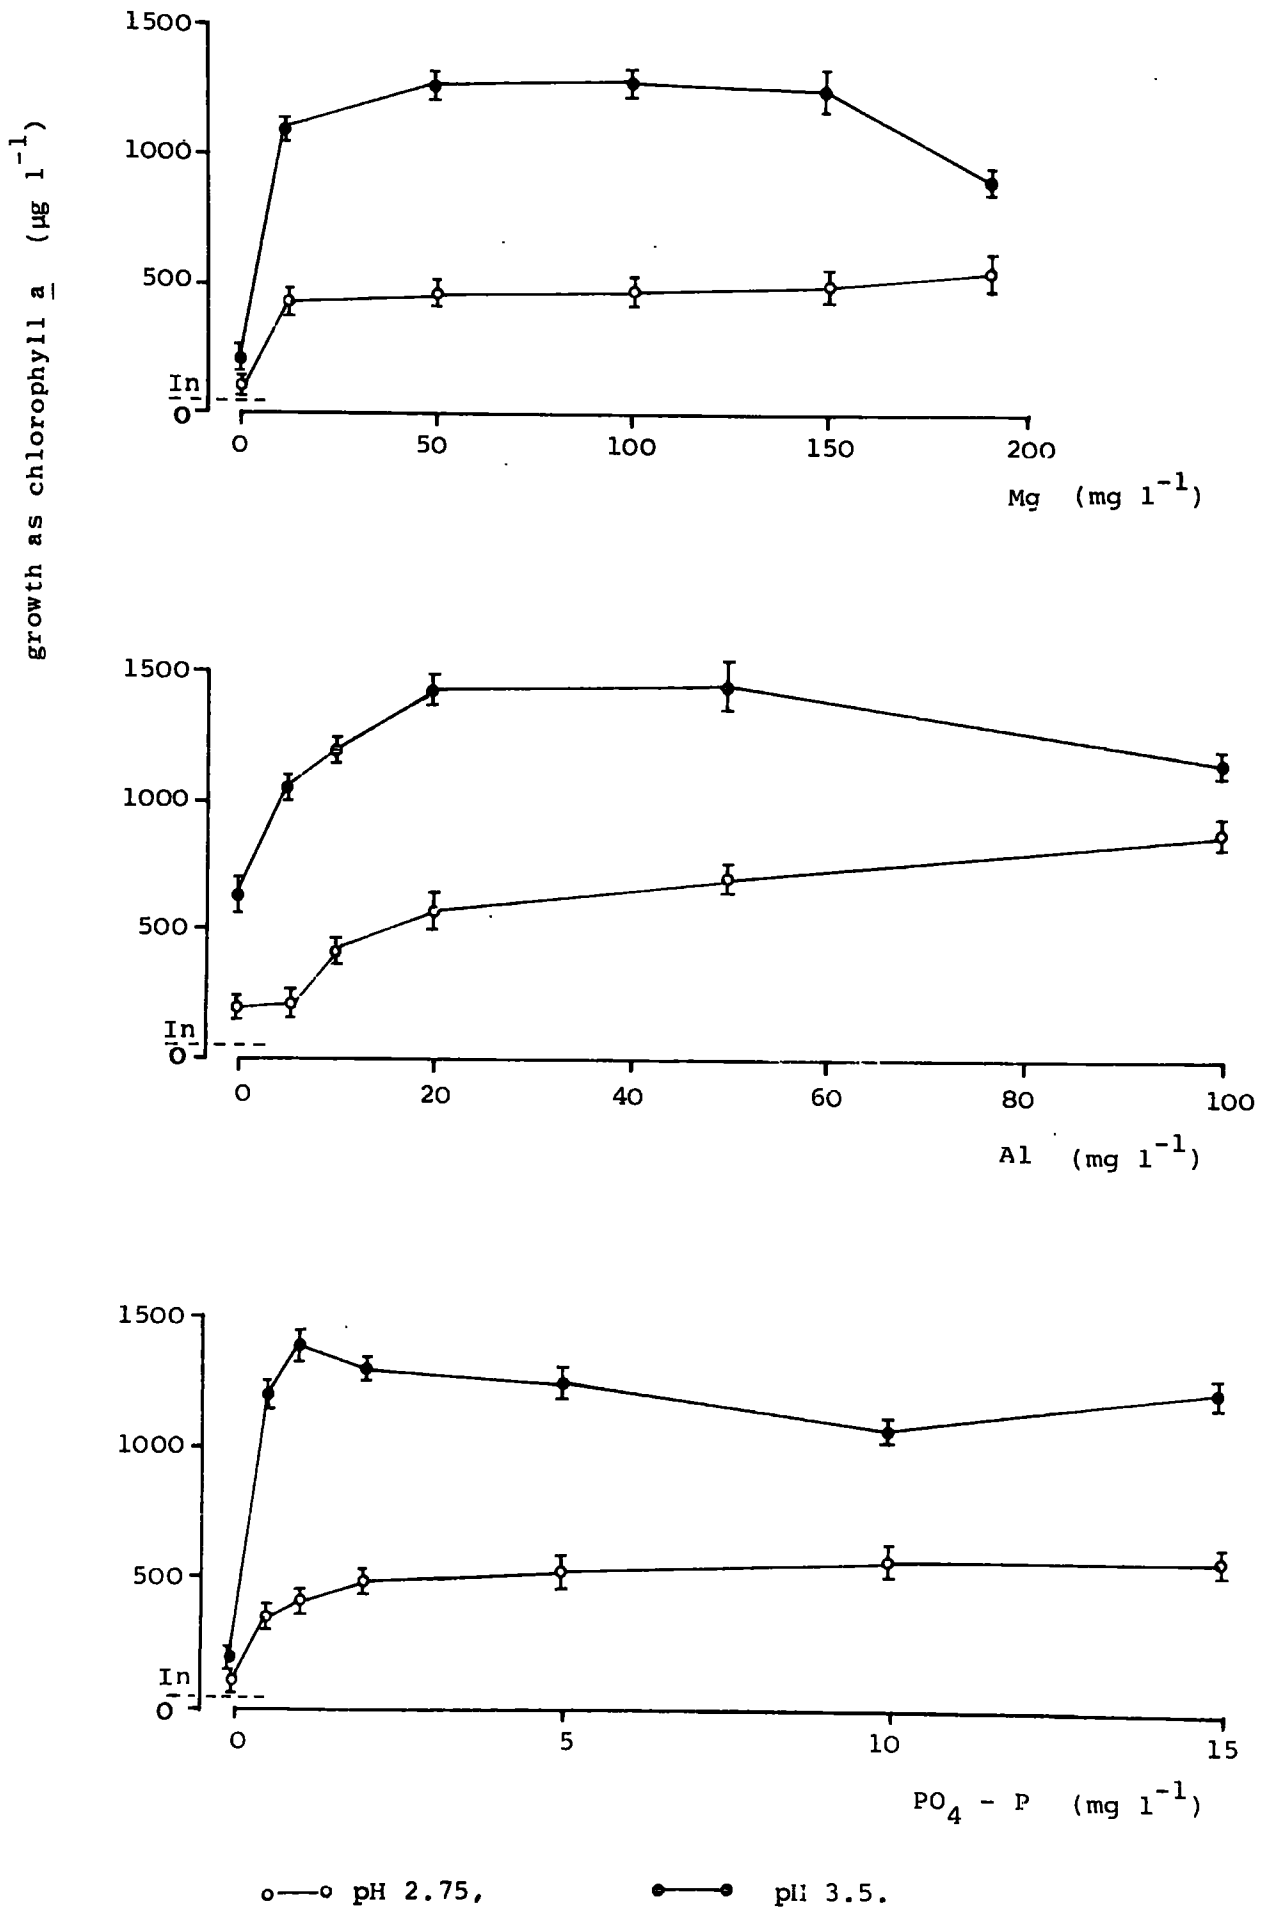 growth as chlorophyll a (µg l⁻¹)
1500
1000
500
In
0
0 50 100 150 200
Mg (mg l⁻¹)
1500
1000
500
In
0
0 20 40 60 80 100
Al (mg l⁻¹)
1500
1000
500
In
0
0 5 10 15
PO₄ - P (mg l⁻¹)
pH 2.75, pH 3.5.